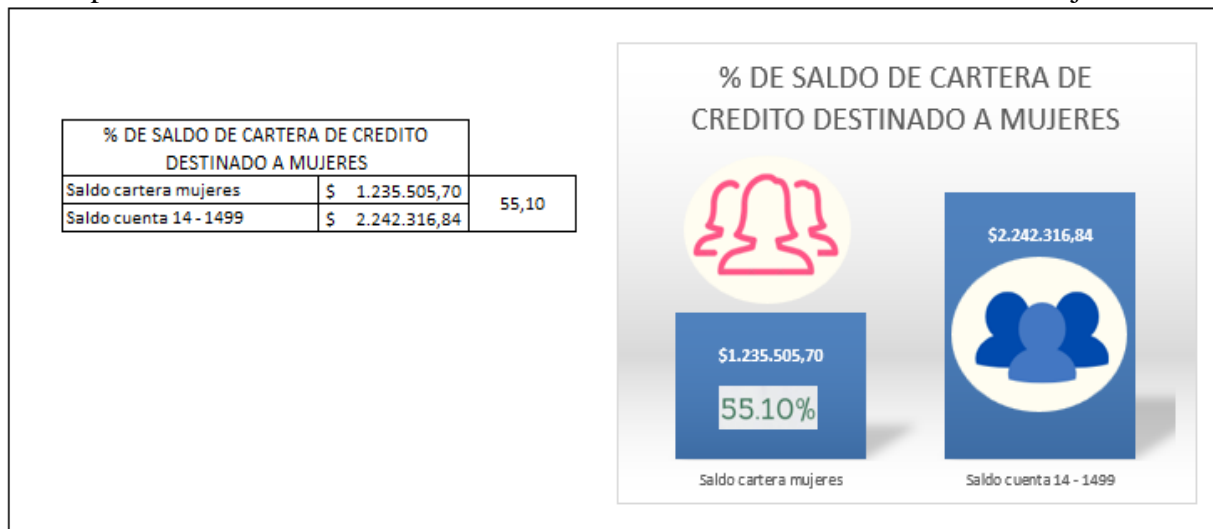 % DE SALDO DE CARTERA DE CREDITO
DESTINADO A MUJERES
Saldo cartera mujeres $ 1.235.505,70
55,10
Saldo cuenta 14 - 1499 $ 2.242.316,84
% DE SALDO DE CARTERA DE
CREDITO DESTINADO A MUJERES
$2.242.316,84
$1.235.505,70
55.10%
Saldo cartera mujeres
Saldo cuenta 14 - 1499